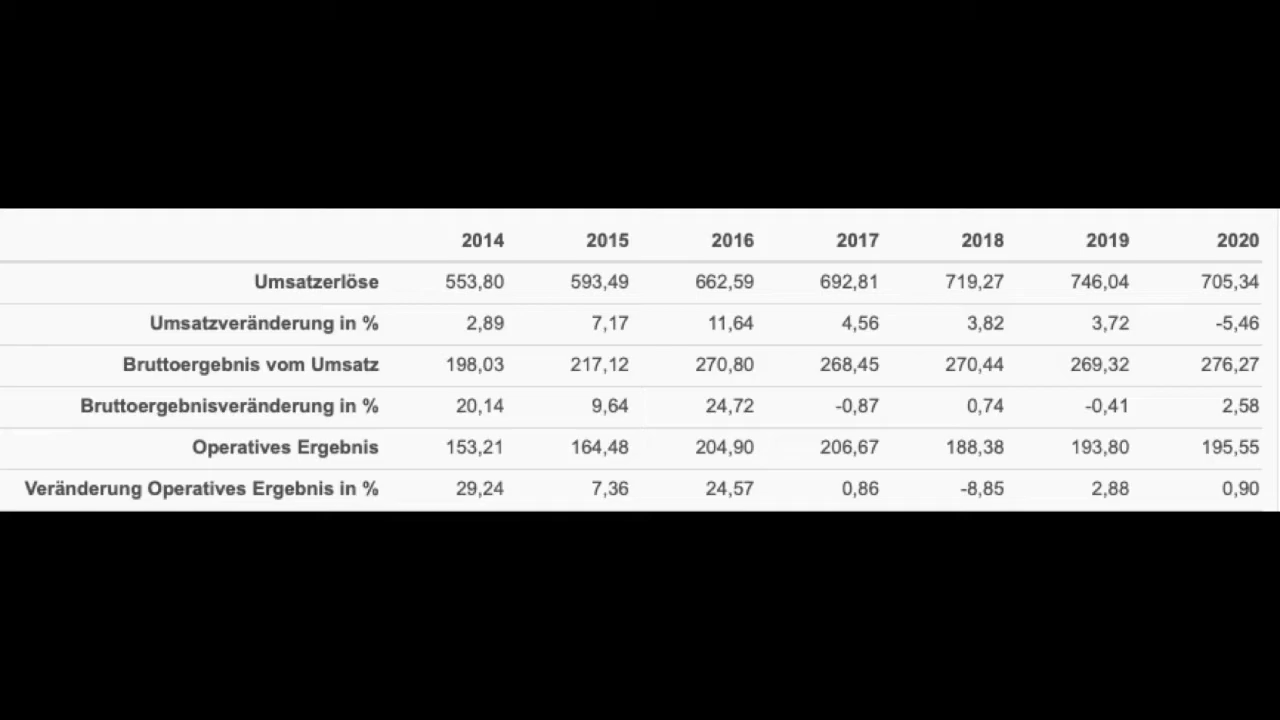 2014 2015 2016 2017 2018 2019 2020
Umsatzerlöse 553,80 593,49 662,59 692,81 719,27 746,04 705,34
Umsatzveränderung in % 2,89 7,17 11,64 4,56 3,82 3,72 -5,46
Bruttoergebnis vom Umsatz 198,03 217,12 270,80 268,45 270,44 269,32 276,27
Bruttoergebnisveränderung in % 20,14 9,64 24,72 -0,87 0,74 -0,41 2,58
Operatives Ergebnis 153,21 164,48 204,90 206,67 188,38 193,80 195,55
Veränderung Operatives Ergebnis in % 29,24 7,36 24,57 0,86 -8,85 2,88 0,90